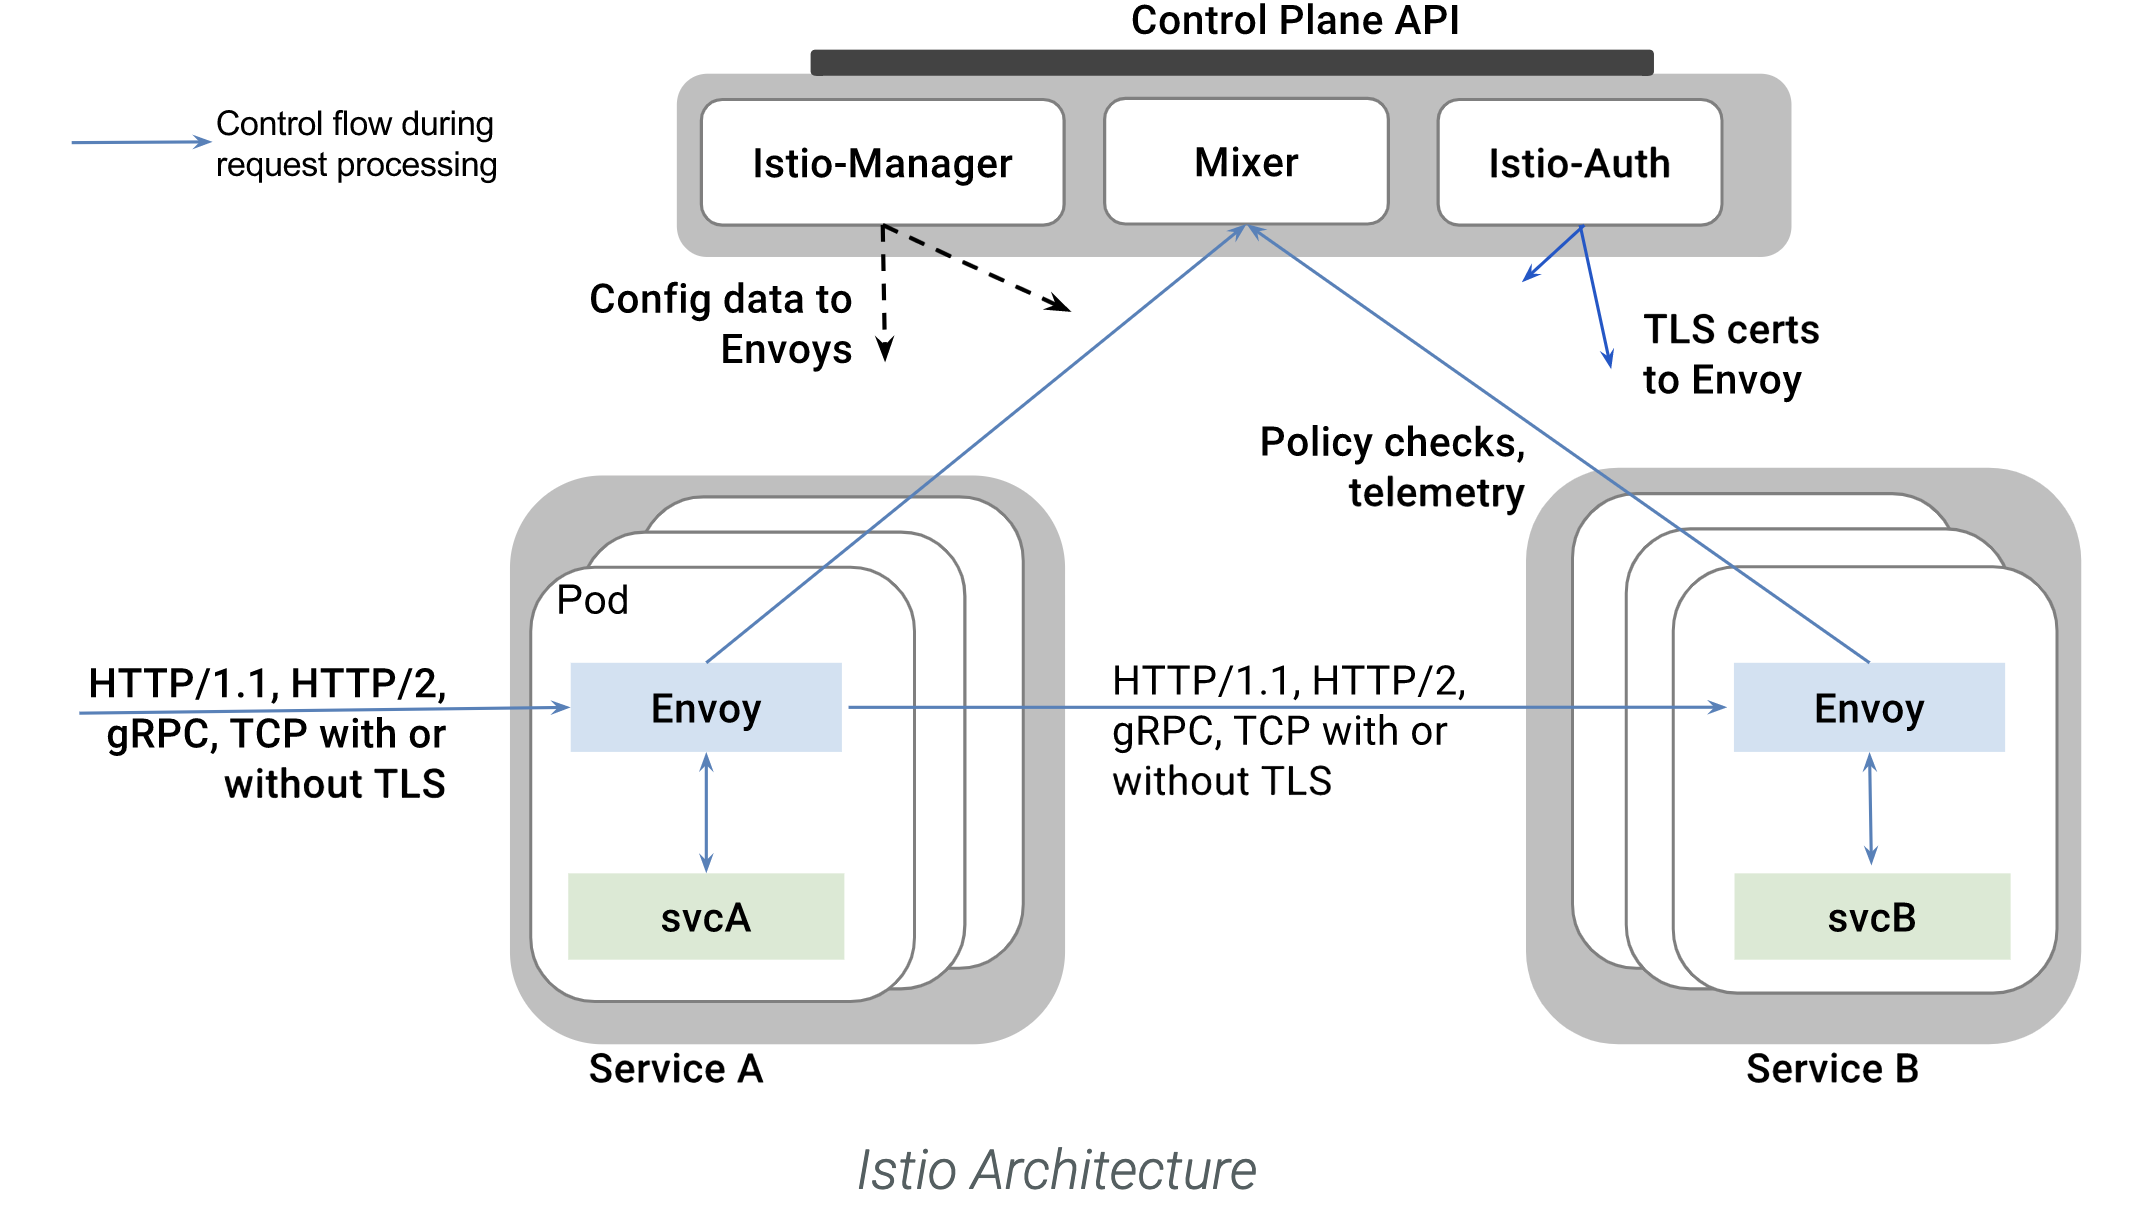 Control Plane API
Control flow during
request processing
Istio-Manager
Mixer
Istio-Auth
Config data to
Envoys
TLS certs
to Envoy
Policy checks,
telemetry
Pod
HTTP/1.1, HTTP/2,
gRPC, TCP with or
without TLS
Envoy
HTTP/1.1, HTTP/2,
gRPC, TCP with or
without TLS
Envoy
svcA
svcB
Service A
Service B
Istio Architecture